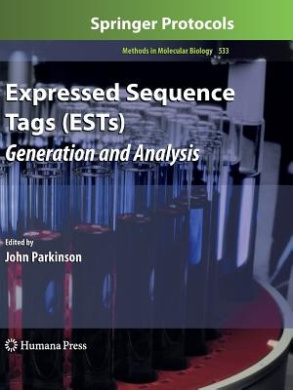 Springer Protocols
Methods in Molecular Biology 533
Expressed Sequence
Tags (ESTs)
Generation and Analysis
Edited by
John Parkinson
Humana Press